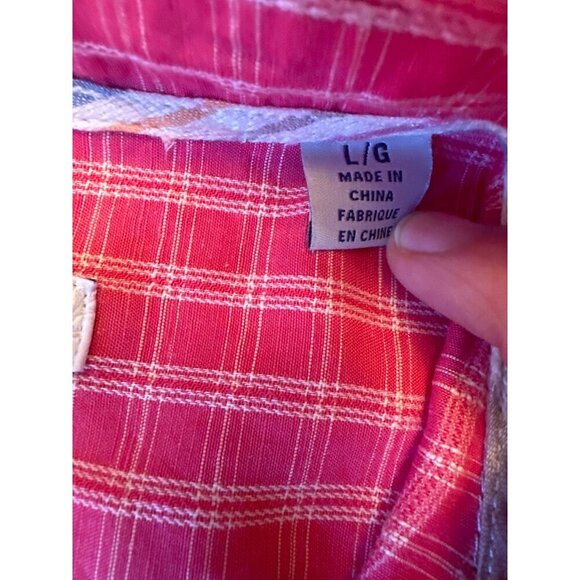 L/G
MADE IN
CHINA
FABRIQUE
EN CHINE